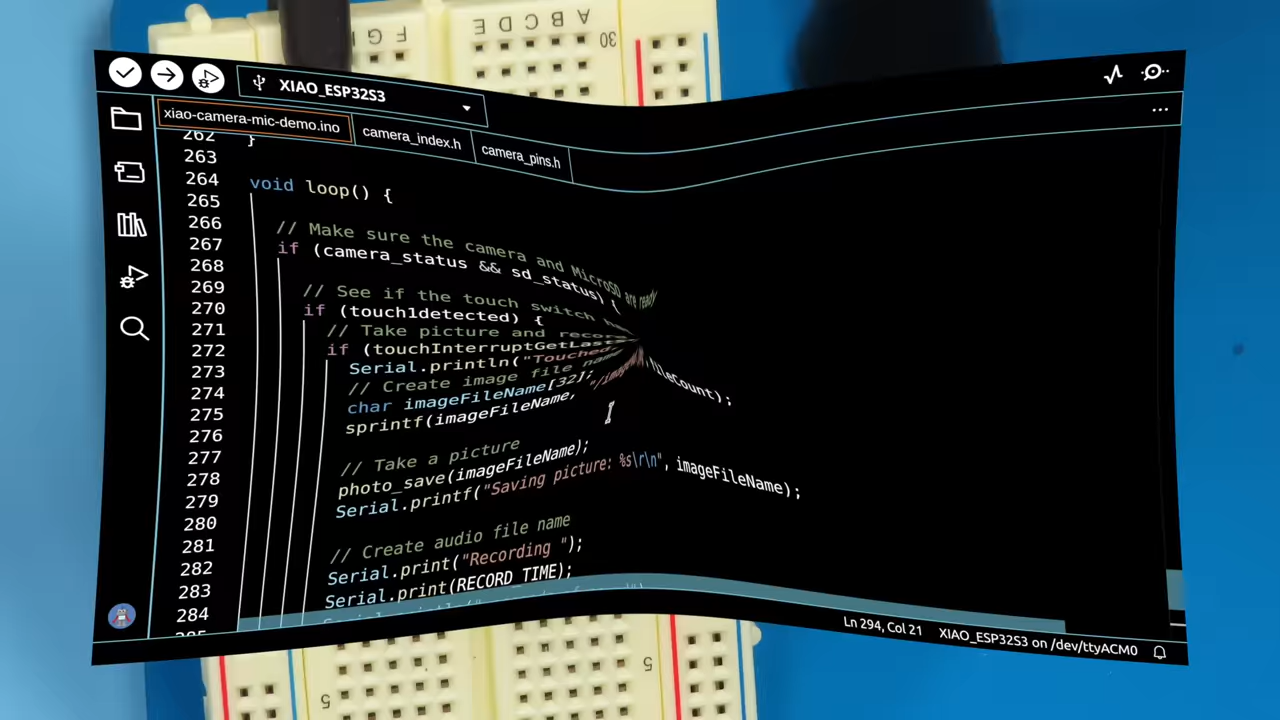 F G
E D C B A
30
XIAO_ESP32S3
xiao-camera-mic-demo.ino
camera_index.h
camera_pins.h
262 }
263
264 void loop() {
265
266 // Make sure the camera and MicroSD are ready
267 if (camera_status && sd_status) {
268
269 // See if the touch switch
270 if (touch1detected) {
271 // Take picture and
272 if (touchInterruptGetLast
273 Serial.println("Touched
274 // Create image file name
275 char imageFileName[32];
276 sprintf(imageFileName, fileCount);
277
278 // Take a picture
279 photo_save(imageFileName);
280 Serial.printf("Saving picture: %s\r\n", imageFileName);
281
282 // Create audio file name
283 Serial.print("Recording ");
284 Serial.print(RECORD_TIME);
Ln 294, Col 21
XIAO_ESP32S3 on /dev/ttyACM0
5
5